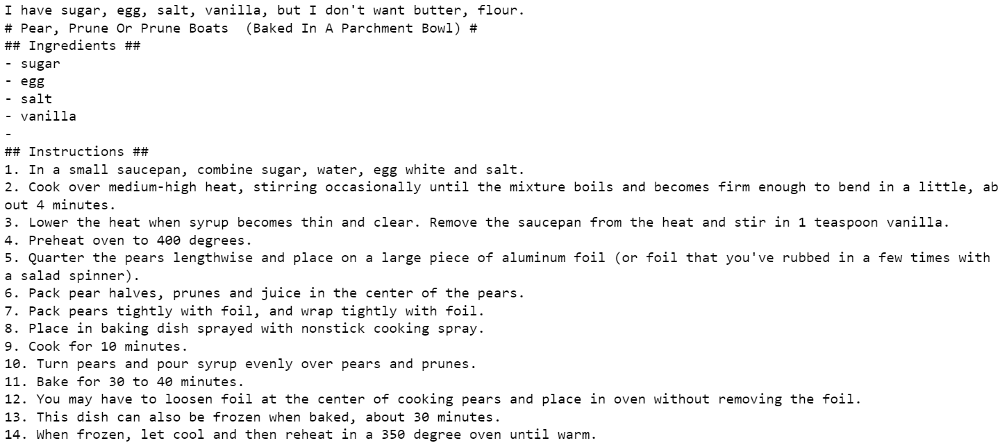 I have sugar, egg, salt, vanilla, but I don't want butter, flour.
# Pear, Prune Or Prune Boats  (Baked In A Parchment Bowl) #
## Ingredients ##
- sugar
- egg
- salt
- vanilla
-
## Instructions ##
1. In a small saucepan, combine sugar, water, egg white and salt.
2. Cook over medium-high heat, stirring occasionally until the mixture boils and becomes firm enough to bend in a little, ab
out 4 minutes.
3. Lower the heat when syrup becomes thin and clear. Remove the saucepan from the heat and stir in 1 teaspoon vanilla.
4. Preheat oven to 400 degrees.
5. Quarter the pears lengthwise and place on a large piece of aluminum foil (or foil that you've rubbed in a few times with
a salad spinner).
6. Pack pear halves, prunes and juice in the center of the pears.
7. Pack pears tightly with foil, and wrap tightly with foil.
8. Place in baking dish sprayed with nonstick cooking spray.
9. Cook for 10 minutes.
10. Turn pears and pour syrup evenly over pears and prunes.
11. Bake for 30 to 40 minutes.
12. You may have to loosen foil at the center of cooking pears and place in oven without removing the foil.
13. This dish can also be frozen when baked, about 30 minutes.
14. When frozen, let cool and then reheat in a 350 degree oven until warm.